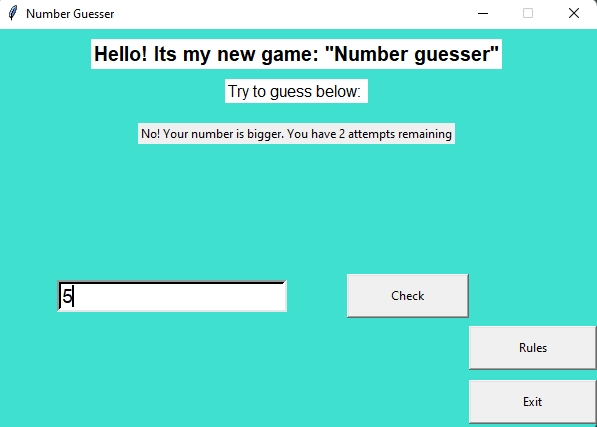 Number Guesser
Hello! Its my new game: "Number guesser"
Try to guess below:
No! Your number is bigger. You have 2 attempts remaining
5
Check
Rules
Exit